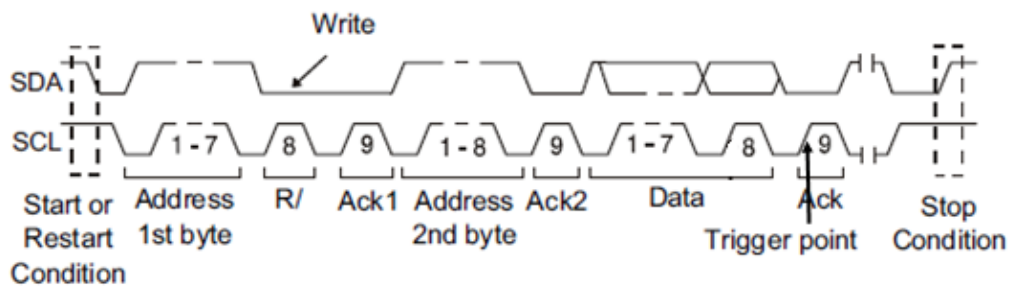 Write
SDA
SCL 1 - 7 8 9 1 - 8 9 1 - 7 8 9
Start or Restart Condition
Address 1st byte
R/
Ack1
Address 2nd byte
Ack2
Data
Ack
Trigger point
Stop Condition